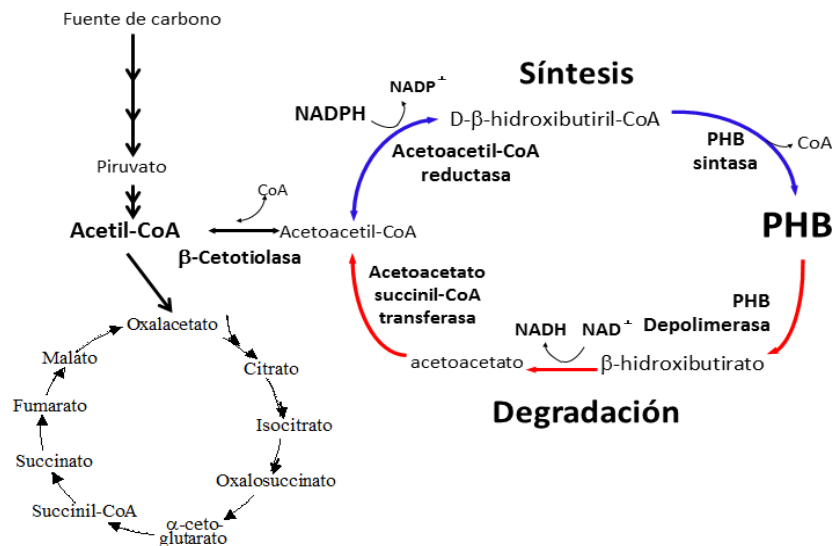 Fuente de carbono
Síntesis
NADPH
NADP⁺
D-β-hidroxibutiril-CoA
Acetoacetil-CoA
reductasa
PHB
sintasa
CoA
Piruvato
CoA
Acetil-CoA
Acetoacetil-CoA
PHB
β-Cetotiolasa
Acetoacetato
succinil-CoA
transferasa
PHB
Depolimerasa
NADH
NAD⁺
acetoacetato
β-hidroxibutirato
Degradación
Oxalacetato
Citrato
Isocitrato
Oxalosuccinato
α-ceto-
glutarato
Succinil-CoA
Succinato
Fumarato
Malato